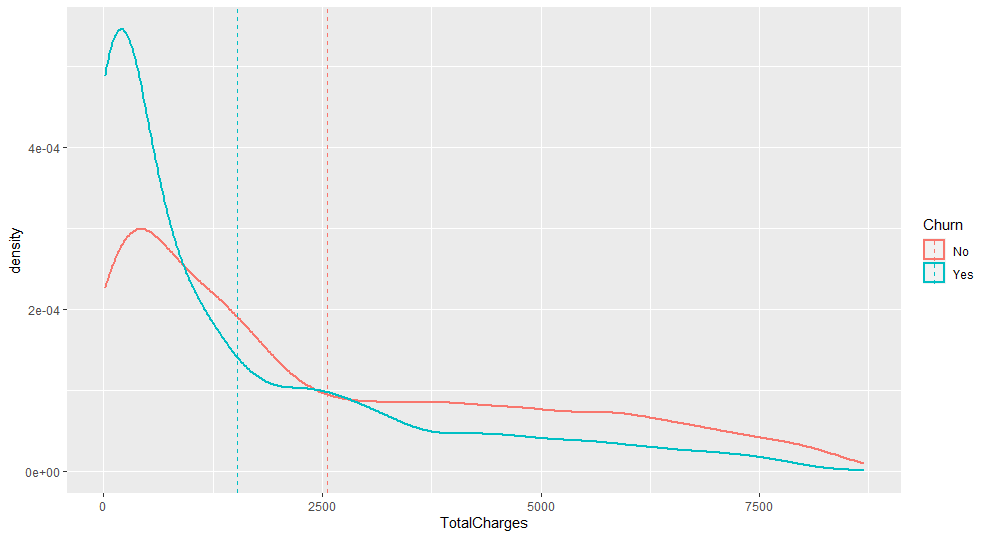 density
4e-04
2e-04
0e+00
0
2500
5000
7500
TotalCharges
Churn
No
Yes